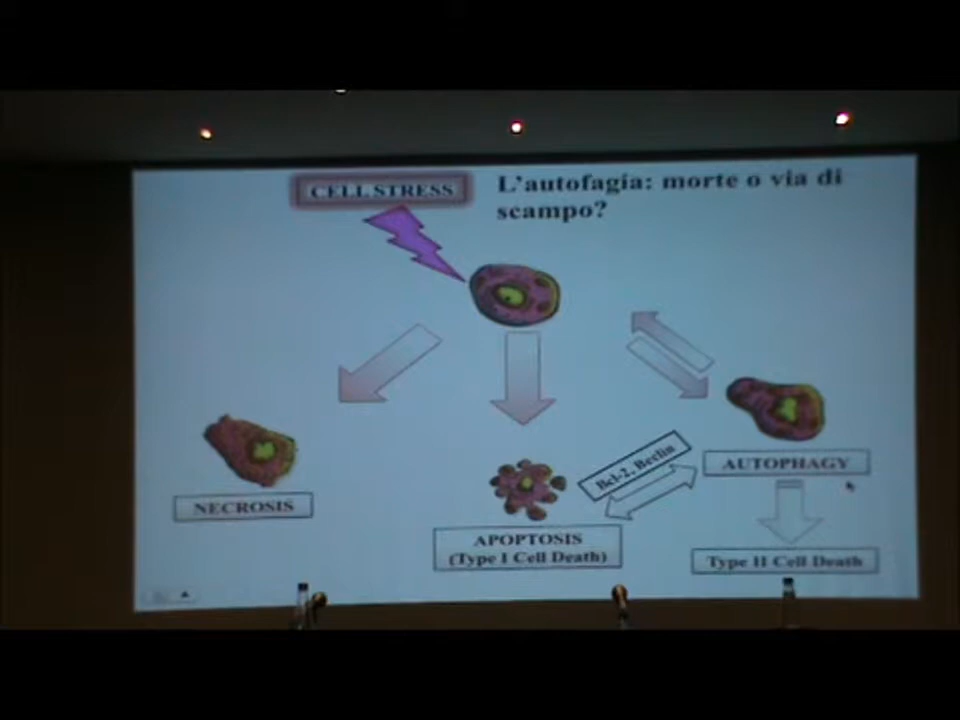 CELL STRESS
L'autofagia: morte o via di
scampo?
Bcl-2, Beclin
AUTOPHAGY
NECROSIS
APOPTOSIS
(Type I Cell Death)
Type II Cell Death